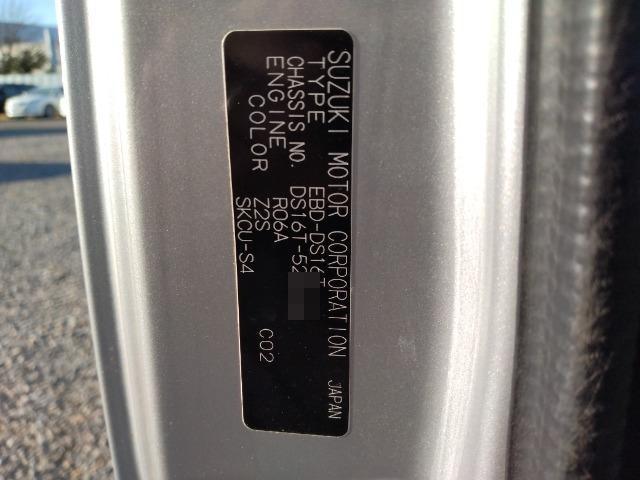 SUZUKI MOTOR CORPORATION JAPAN
TYPE EBD-DS16T
CHASSIS NO. DS16T-52
ENGINE R06A
COLOR Z2S C02
SKCU-S4